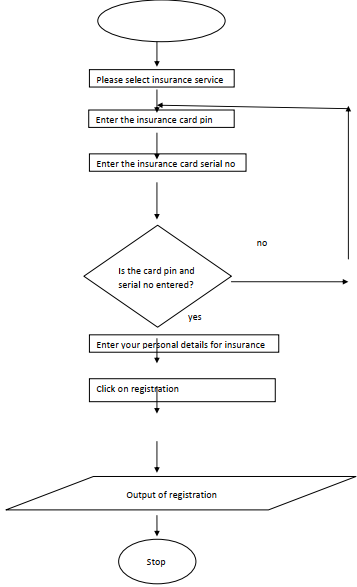 Please select insurance service
Enter the insurance card pin
Enter the insurance card serial no
no
Is the card pin and
serial no entered?
yes
Enter your personal details for insurance
Click on registration
Output of registration
Stop